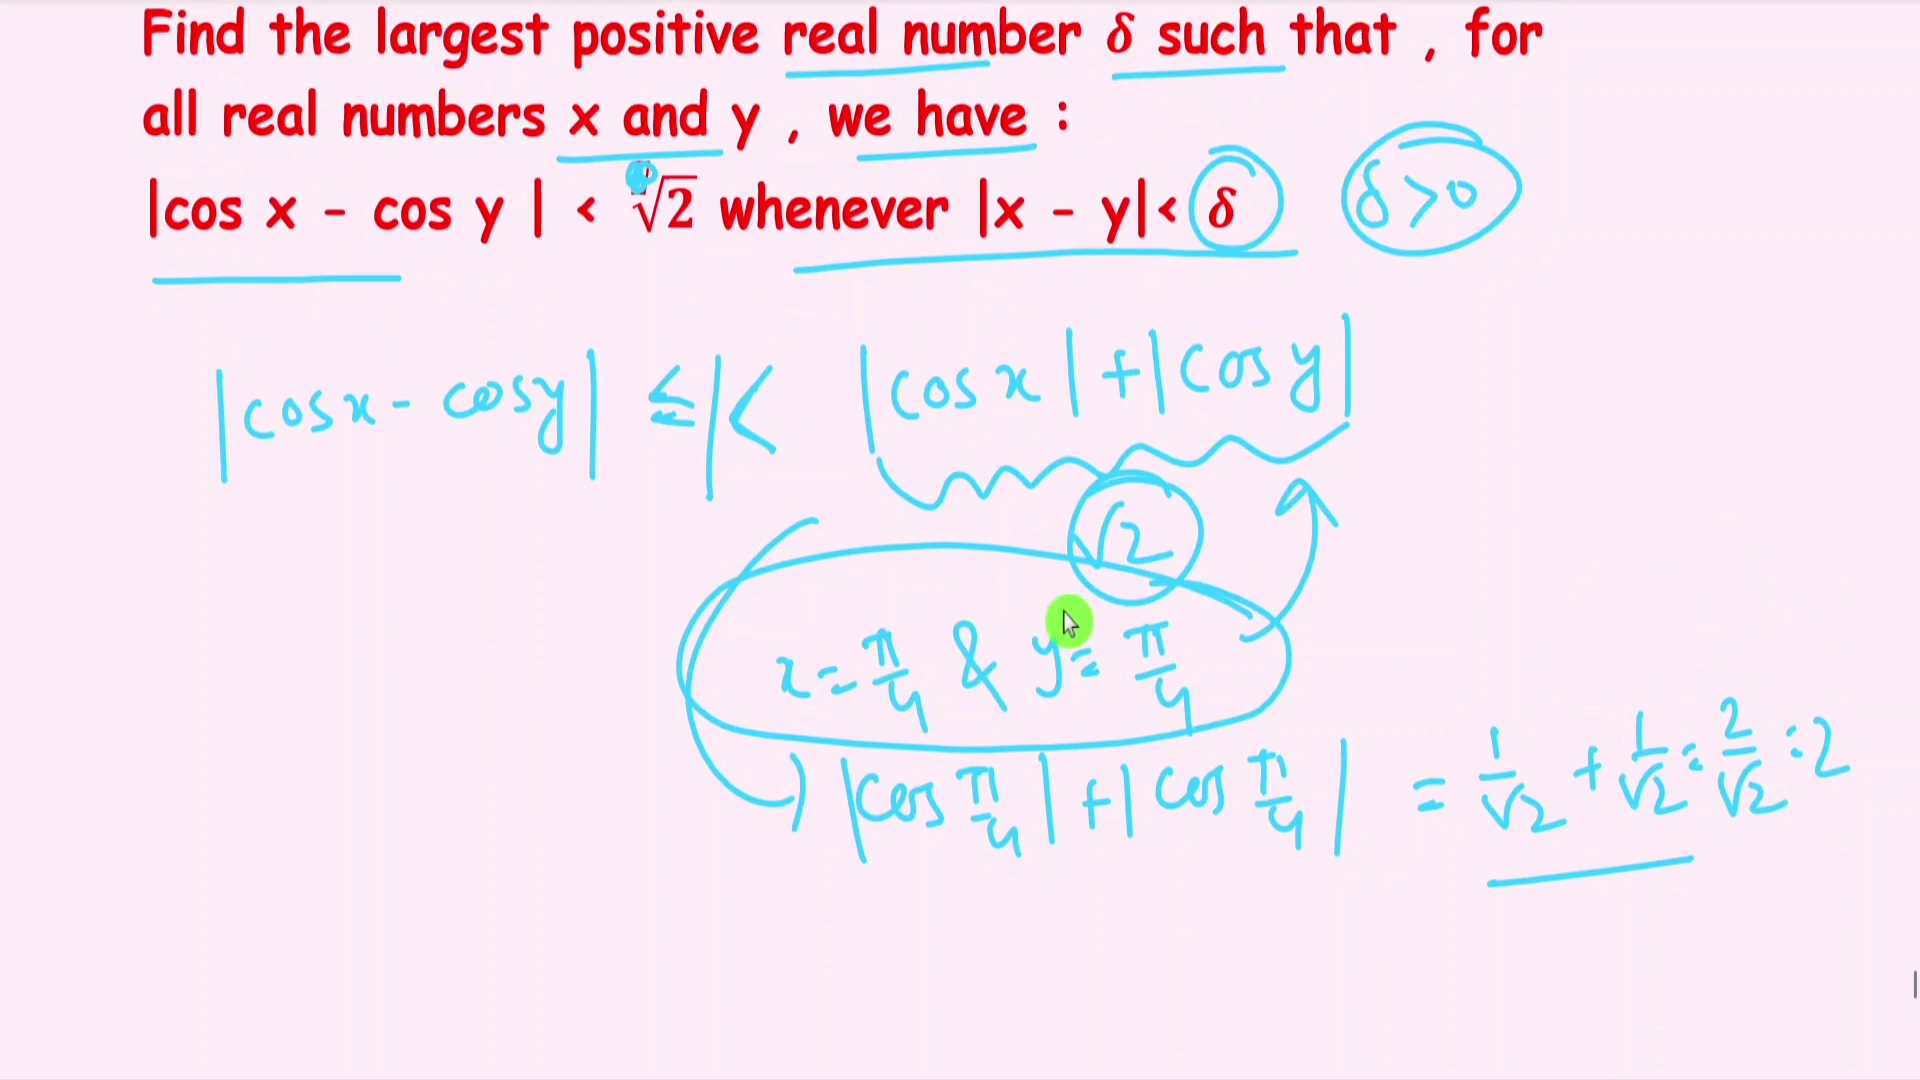 Find the largest positive real number δ such that , for
all real numbers x and y , we have :
|cos x - cos y | < √2 whenever |x - y|< δ
δ > 0
|cos x - cos y| ≤ |< |cos x| + |cos y|
√2
x = π/4 & y = π/4
|cos π/4| + |cos π/4| = 1/√2 + 1/√2 = 2/√2 = 2